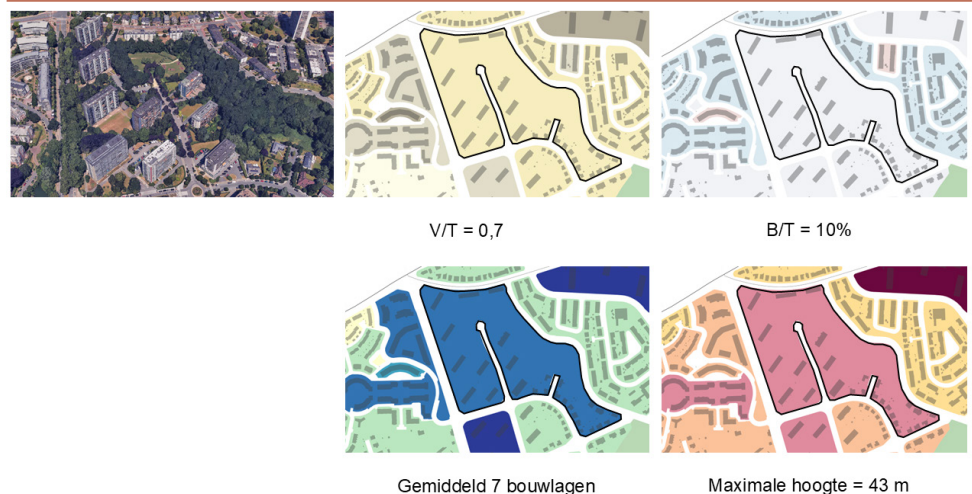 V/T = 0,7
B/T = 10%
Gemiddeld 7 bouwlagen
Maximale hoogte = 43 m